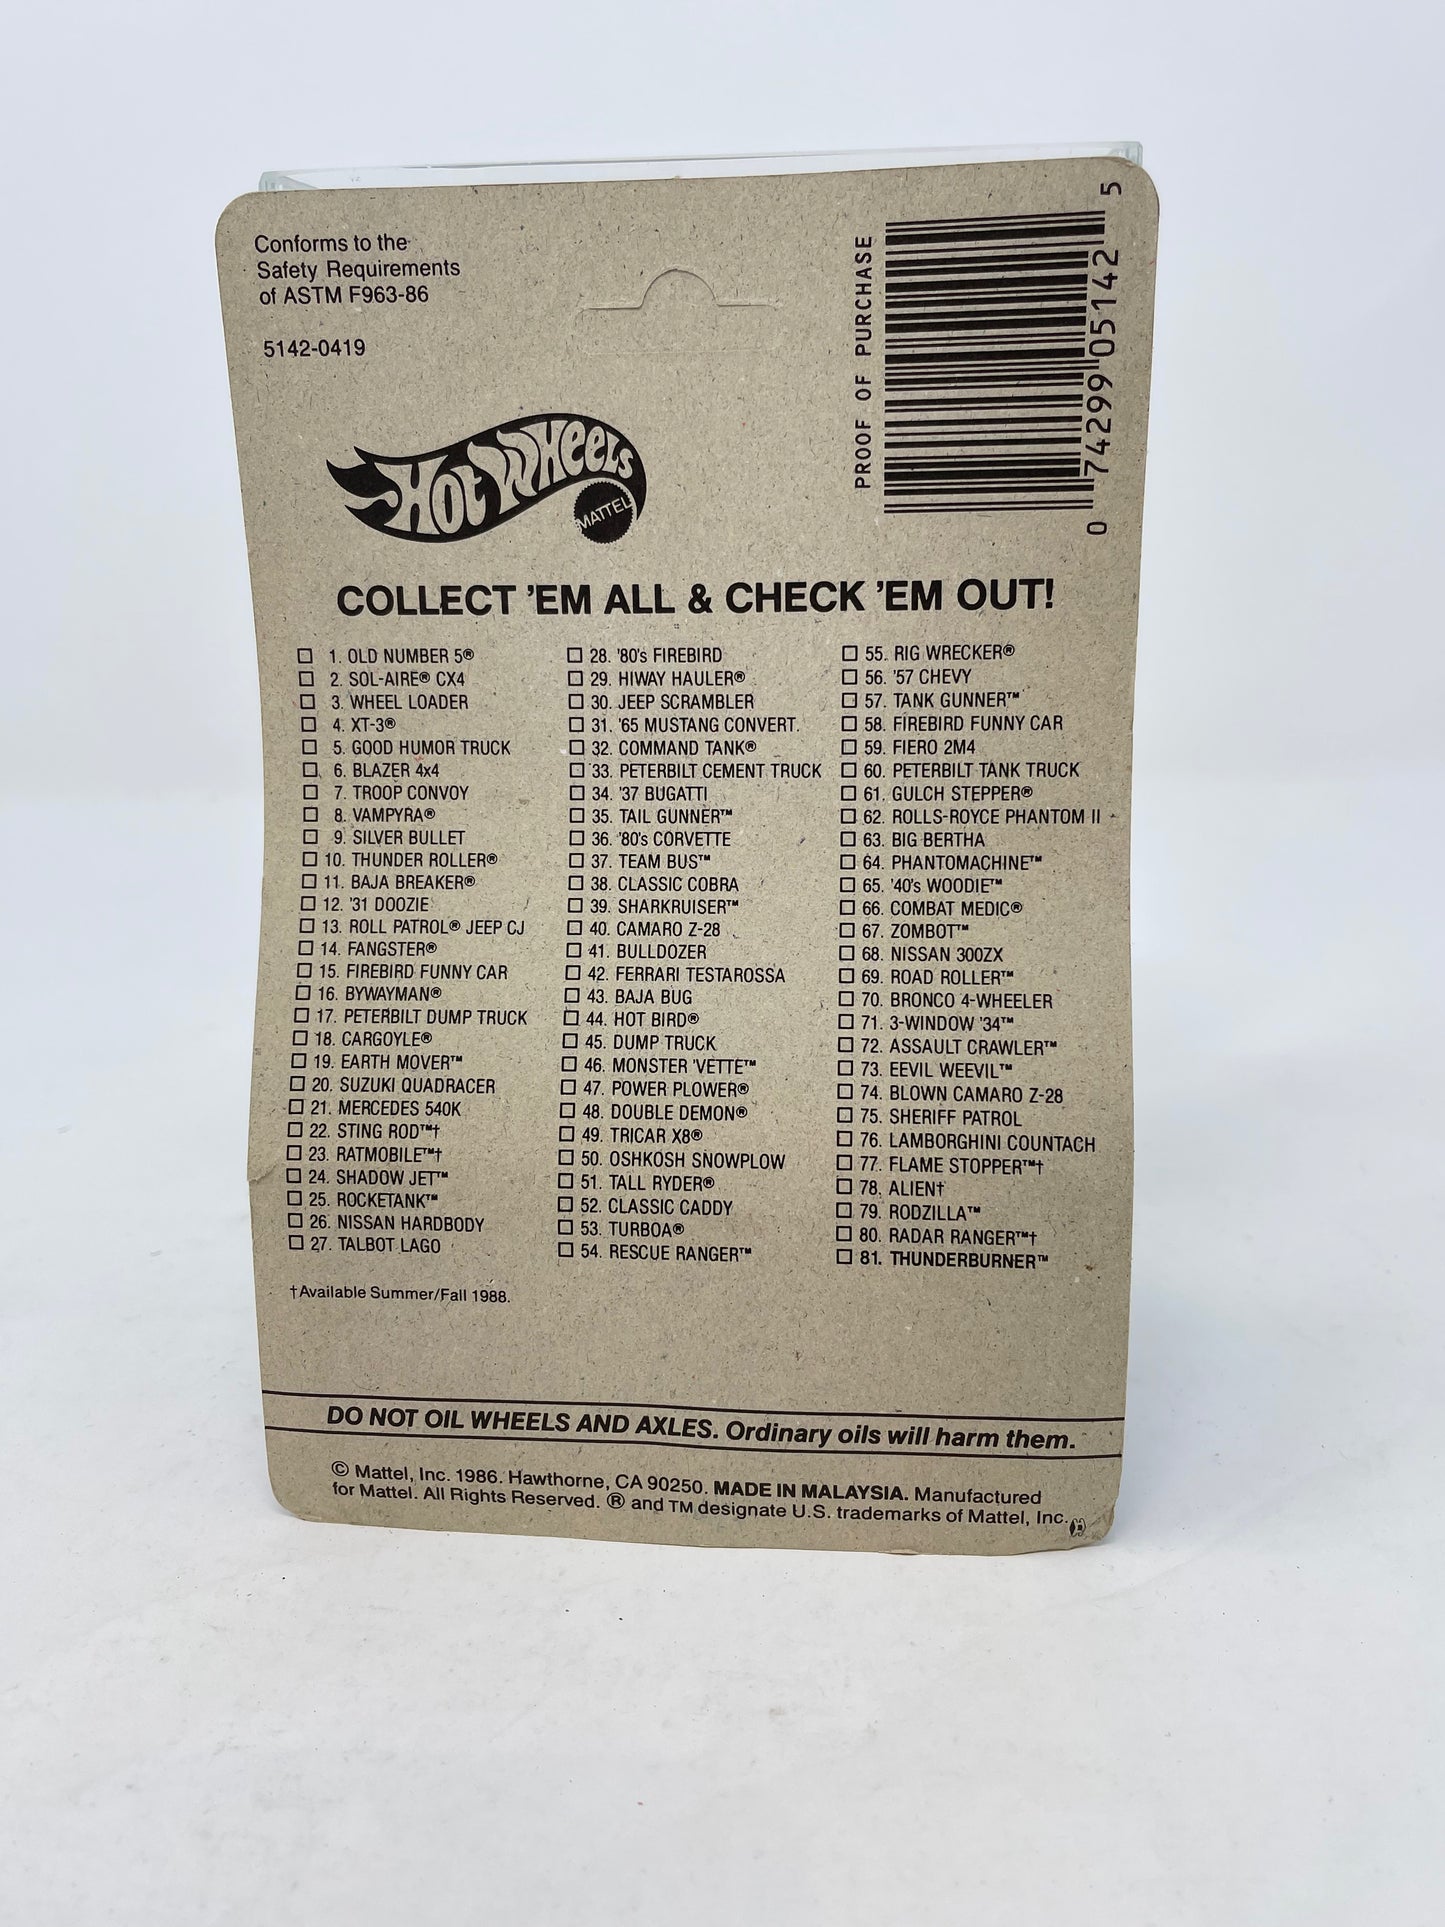 Conforms to the
Safety Requirements
of ASTM F963-86
5142-0419
PROOF OF PURCHASE
0 74299 05142 5
HOT WHEELS
MATTEL
COLLECT 'EM ALL & CHECK 'EM OUT!
1. OLD NUMBER 5®
2. SOL-AIRE® CX4
3. WHEEL LOADER
4. XT-3®
5. GOOD HUMOR TRUCK
6. BLAZER 4x4
7. TROOP CONVOY
8. VAMPYRA®
9. SILVER BULLET
10. THUNDER ROLLER®
11. BAJA BREAKER®
12. '31 DOOZIE
13. ROLL PATROL® JEEP CJ
14. FANGSTER®
15. FIREBIRD FUNNY CAR
16. BYWAYMAN®
17. PETERBILT DUMP TRUCK
18. CARGOYLE®
19. EARTH MOVER™
20. SUZUKI QUADRACER
21. MERCEDES 540K
22. STING ROD™†
23. RATMOBILE™†
24. SHADOW JET™
25. ROCKETANK™
26. NISSAN HARDBODY
27. TALBOT LAGO
28. '80's FIREBIRD
29. HIWAY HAULER®
30. JEEP SCRAMBLER
31. '65 MUSTANG CONVERT.
32. COMMAND TANK®
33. PETERBILT CEMENT TRUCK
34. '37 BUGATTI
35. TAIL GUNNER™
36. '80's CORVETTE
37. TEAM BUS™
38. CLASSIC COBRA
39. SHARKRUISER™
40. CAMARO Z-28
41. BULLDOZER
42. FERRARI TESTAROSSA
43. BAJA BUG
44. HOT BIRD®
45. DUMP TRUCK
46. MONSTER 'VETTE™
47. POWER PLOWER®
48. DOUBLE DEMON®
49. TRICAR X8®
50. OSHKOSH SNOWPLOW
51. TALL RYDER®
52. CLASSIC CADDY
53. TURBOA®
54. RESCUE RANGER™
55. RIG WRECKER®
56. '57 CHEVY
57. TANK GUNNER™
58. FIREBIRD FUNNY CAR
59. FIERO 2M4
60. PETERBILT TANK TRUCK
61. GULCH STEPPER®
62. ROLLS-ROYCE PHANTOM II
63. BIG BERTHA
64. PHANTOMACHINE™
65. '40's WOODIE™
66. COMBAT MEDIC®
67. ZOMBOT™
68. NISSAN 300ZX
69. ROAD ROLLER™
70. BRONCO 4-WHEELER
71. 3-WINDOW '34™
72. ASSAULT CRAWLER™
73. EEVIL WEEVIL™
74. BLOWN CAMARO Z-28
75. SHERIFF PATROL
76. LAMBORGHINI COUNTACH
77. FLAME STOPPER™†
78. ALIEN†
79. RODZILLA™
80. RADAR RANGER™†
81. THUNDERBURNER™
†Available Summer/Fall 1988.
DO NOT OIL WHEELS AND AXLES. Ordinary oils will harm them.
© Mattel, Inc. 1986. Hawthorne, CA 90250. MADE IN MALAYSIA. Manufactured
for Mattel. All Rights Reserved. ® and TM designate U.S. trademarks of Mattel, Inc.